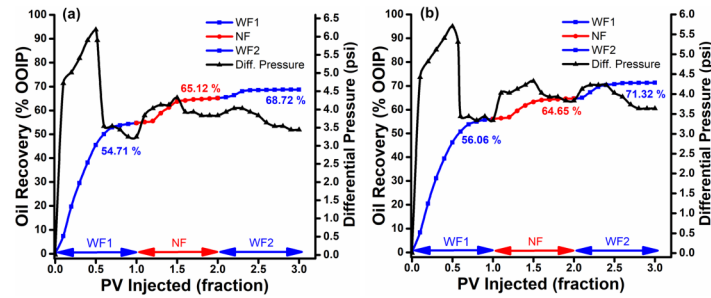 (a)
WF1
NF
WF2
Diff. Pressure
65.12 %
68.72 %
54.71 %
WF1 NF WF2
Oil Recovery (% OOIP)
100
90
80
70
60
50
40
30
20
10
0
Differential Pressure (psi)
6.5
6.0
5.5
5.0
4.5
4.0
3.5
3.0
2.5
2.0
1.5
1.0
0.5
0.0
0.0 0.5 1.0 1.5 2.0 2.5 3.0
PV Injected (fraction)
(b)
WF1
NF
WF2
Diff. Pressure
71.32 %
64.65 %
56.06 %
WF1 NF WF2
Oil Recovery (% OOIP)
100
90
80
70
60
50
40
30
20
10
0
Differential Pressure (psi)
6.0
5.5
5.0
4.5
4.0
3.5
3.0
2.5
2.0
1.5
1.0
0.5
0.0
0.0 0.5 1.0 1.5 2.0 2.5 3.0
PV Injected (fraction)